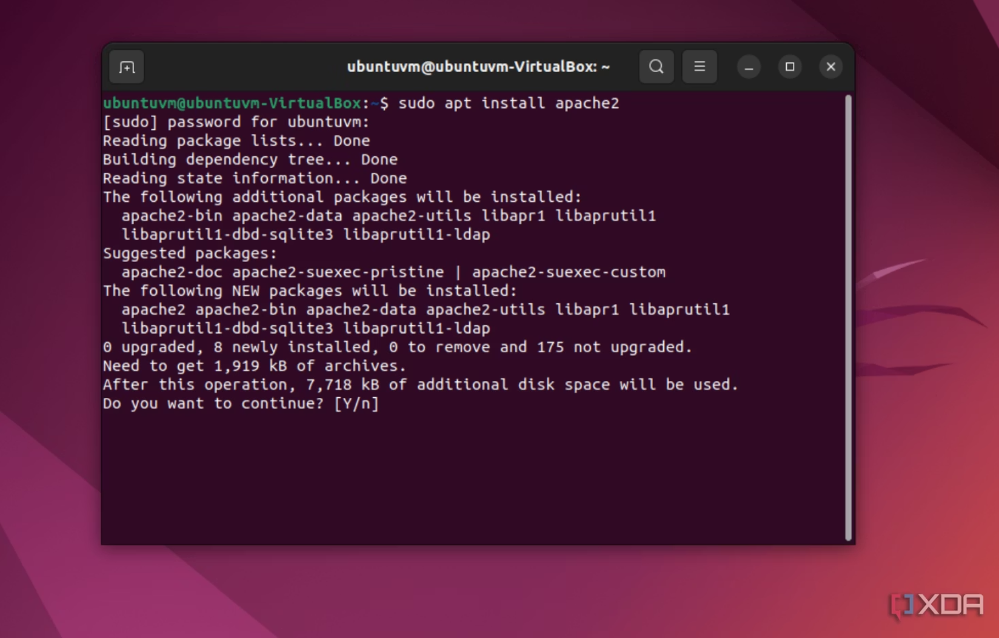 ubuntuvm@ubuntuvm-VirtualBox: ~
ubuntuvm@ubuntuvm-VirtualBox:~$ sudo apt install apache2
[sudo] password for ubuntuvm:
Reading package lists... Done
Building dependency tree... Done
Reading state information... Done
The following additional packages will be installed:
  apache2-bin apache2-data apache2-utils libapr1 libaprutil1
  libaprutil1-dbd-sqlite3 libaprutil1-ldap
Suggested packages:
  apache2-doc apache2-suexec-pristine | apache2-suexec-custom
The following NEW packages will be installed:
  apache2 apache2-bin apache2-data apache2-utils libapr1 libaprutil1
  libaprutil1-dbd-sqlite3 libaprutil1-ldap
0 upgraded, 8 newly installed, 0 to remove and 175 not upgraded.
Need to get 1,919 kB of archives.
After this operation, 7,718 kB of additional disk space will be used.
Do you want to continue? [Y/n]
XDA